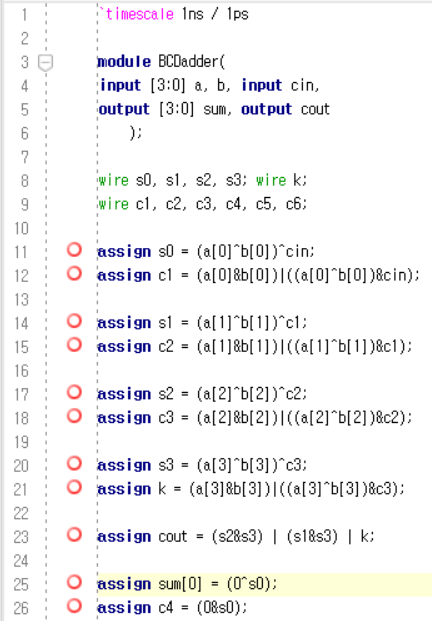 1 `timescale 1ns / 1ps
2
3 module BCDadder(
4 input [3:0] a, b, input cin,
5 output [3:0] sum, output cout
6 );
7
8 wire s0, s1, s2, s3; wire k;
9 wire c1, c2, c3, c4, c5, c6;
10
11 assign s0 = (a[0]^b[0])^cin;
12 assign c1 = (a[0]&b[0])|((a[0]^b[0])&cin);
13
14 assign s1 = (a[1]^b[1])^c1;
15 assign c2 = (a[1]&b[1])|((a[1]^b[1])&c1);
16
17 assign s2 = (a[2]^b[2])^c2;
18 assign c3 = (a[2]&b[2])|((a[2]^b[2])&c2);
19
20 assign s3 = (a[3]^b[3])^c3;
21 assign k = (a[3]&b[3])|((a[3]^b[3])&c3);
22
23 assign cout = (s2&s3) | (s1&s3) | k;
24
25 assign sum[0] = (0^s0);
26 assign c4 = (0&s0);